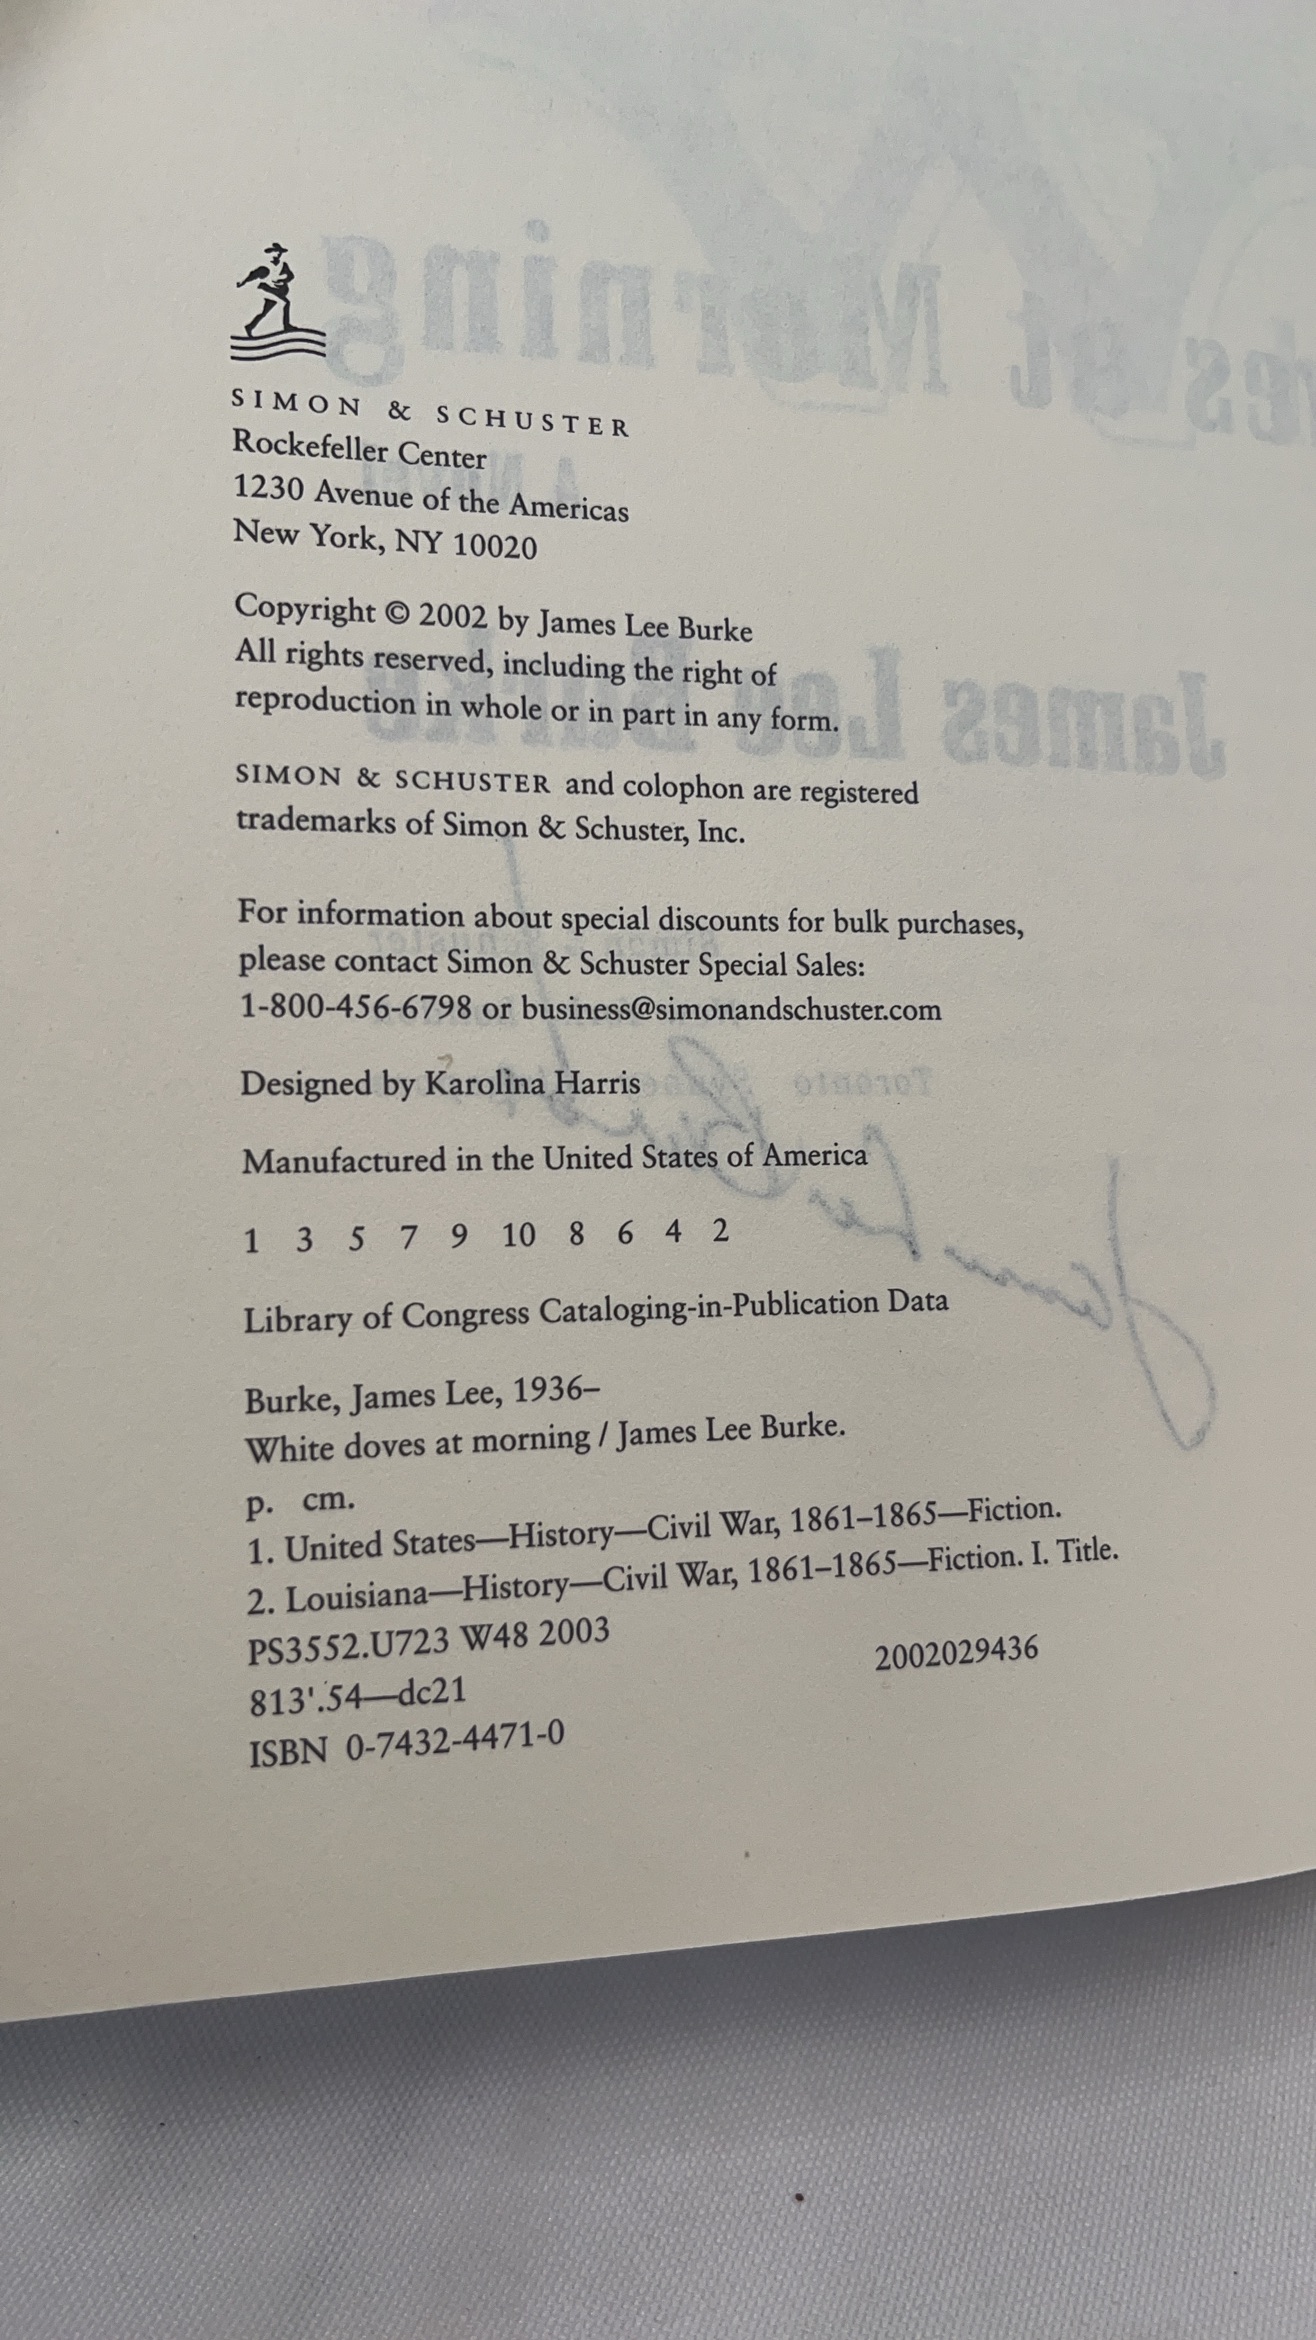 SIMON & SCHUSTER
Rockefeller Center
1230 Avenue of the Americas
New York, NY 10020
Copyright © 2002 by James Lee Burke
All rights reserved, including the right of
reproduction in whole or in part in any form.
SIMON & SCHUSTER and colophon are registered
trademarks of Simon & Schuster, Inc.
For information about special discounts for bulk purchases,
please contact Simon & Schuster Special Sales:
1-800-456-6798 or business@simonandschuster.com
Designed by Karolina Harris
Manufactured in the United States of America
1 3 5 7 9 10 8 6 4 2
Library of Congress Cataloging-in-Publication Data
Burke, James Lee, 1936–
White doves at morning / James Lee Burke.
p. cm.
1. United States—History—Civil War, 1861–1865—Fiction.
2. Louisiana—History—Civil War, 1861–1865—Fiction. I. Title.
PS3552.U723 W48 2003
813'.54—dc21 2002029436
ISBN 0-7432-4471-0